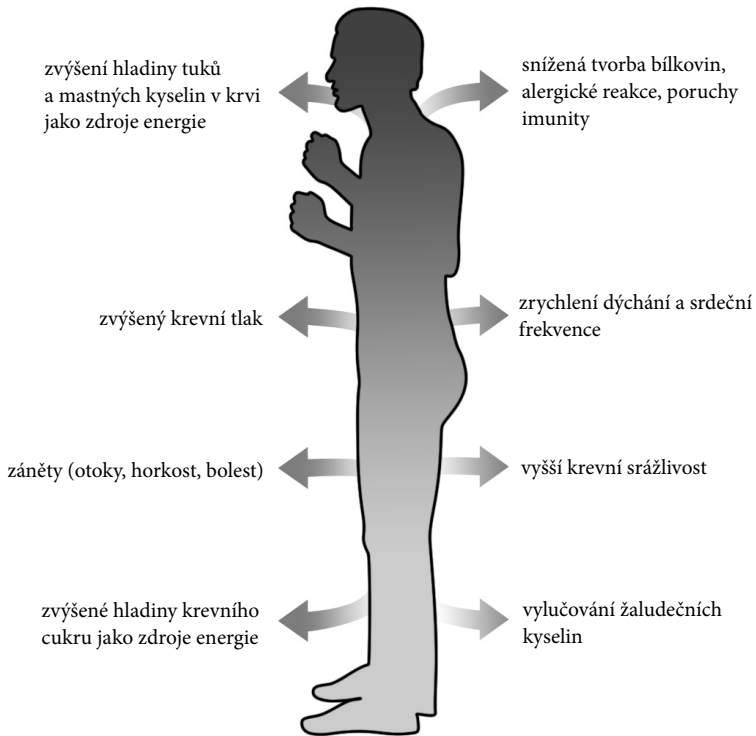 zvýšení hladiny tuků
a mastných kyselin v krvi
jako zdroje energie
snížená tvorba bílkovin,
alergické reakce, poruchy
imunity
zvýšený krevní tlak
zrychlení dýchání a srdeční
frekvence
záněty (otoky, horkost, bolest)
vyšší krevní srážlivost
zvýšené hladiny krevního
cukru jako zdroje energie
vylučování žaludečních
kyselin